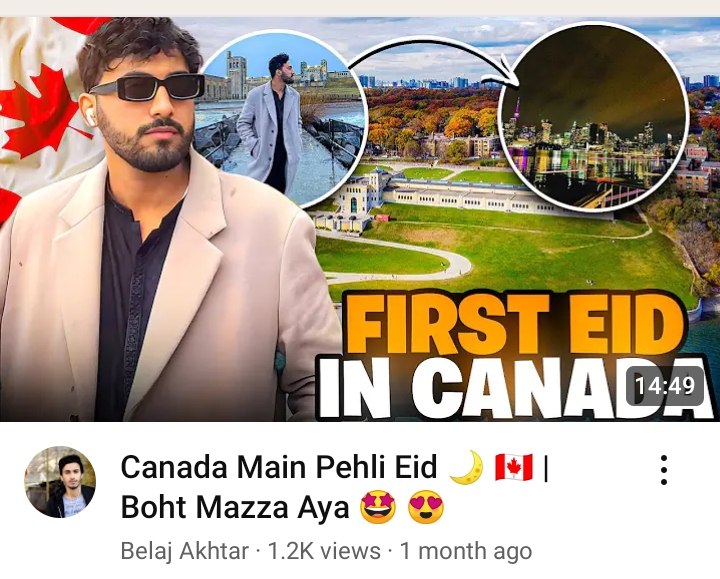 FIRST EID
IN CANADA
14:49
Canada Main Pehli Eid 🌙 🇨🇦 |
Boht Mazza Aya 🤩 😍
Belaj Akhtar · 1.2K views · 1 month ago